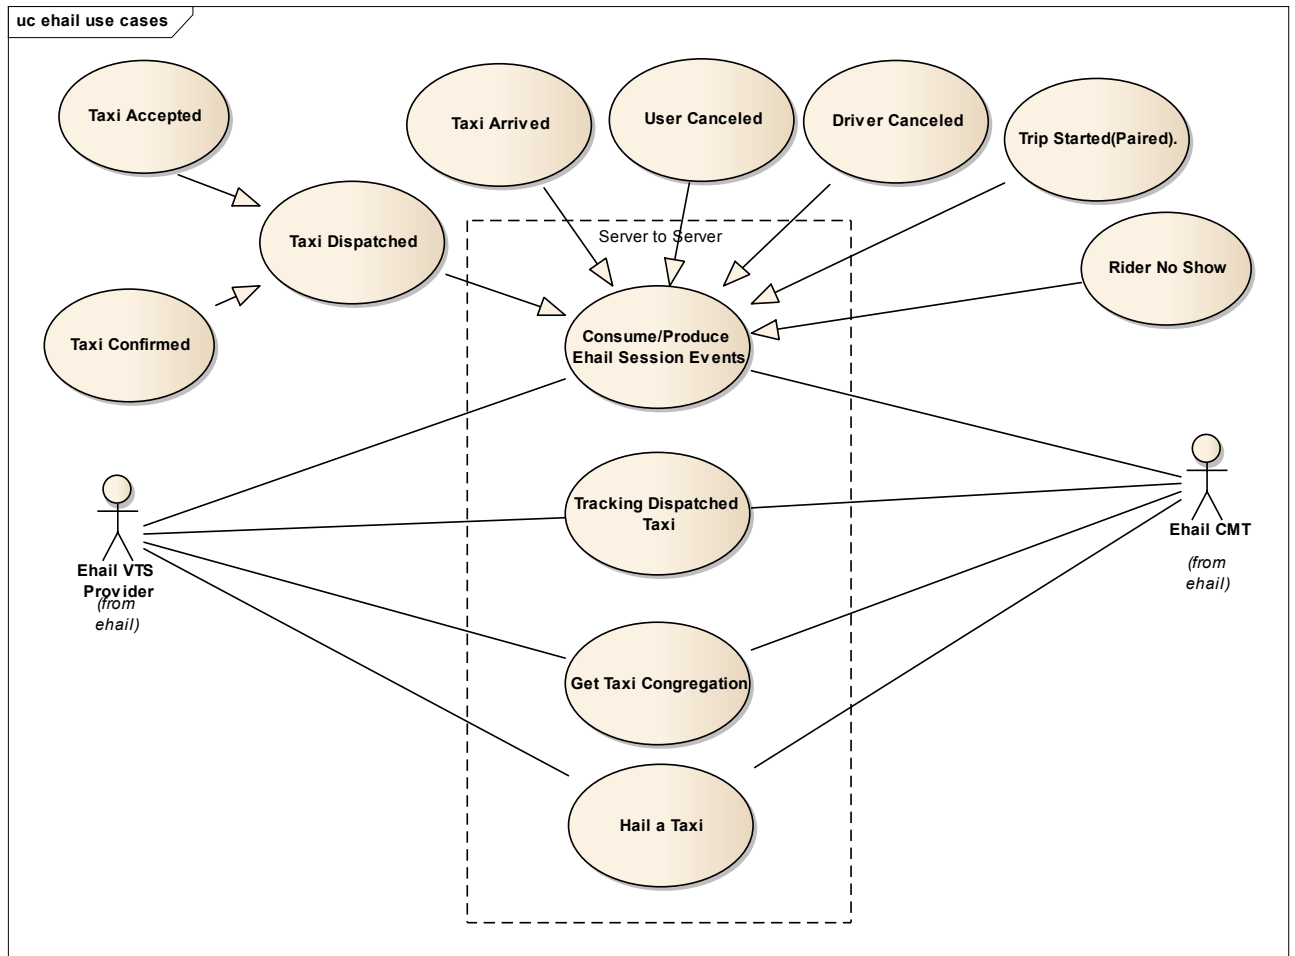 uc ehail use cases
Taxi Accepted
Taxi Arrived
User Canceled
Driver Canceled
Trip Started(Paired).
Taxi Dispatched
Server to Server
Rider No Show
Taxi Confirmed
Consume/Produce
Ehail Session Events
Tracking Dispatched
Taxi
Ehail VTS
Provider
(from
ehail)
Ehail CMT
(from
ehail)
Get Taxi Congregation
Hail a Taxi